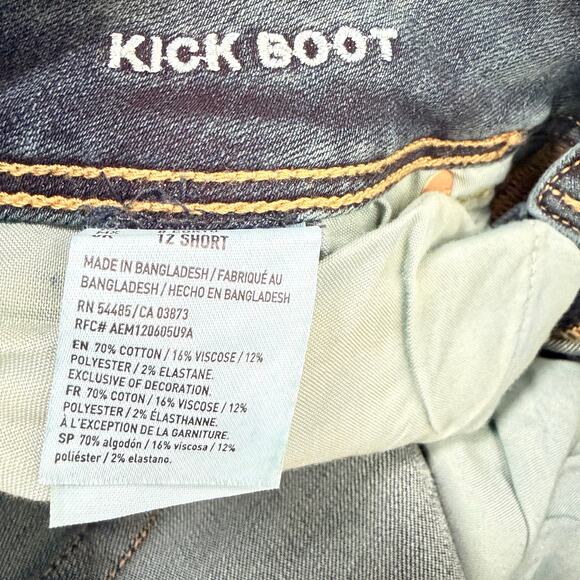 KICK BOOT
12 SHORT
MADE IN BANGLADESH / FABRIQUÉ AU
BANGLADESH / HECHO EN BANGLADESH
RN 54485/CA 03873
RFC# AEM120605U9A
EN 70% COTTON / 16% VISCOSE / 12%
POLYESTER / 2% ELASTANE.
EXCLUSIVE OF DECORATION.
FR 70% COTON / 16% VISCOSE / 12%
POLYESTER / 2% ÉLASTHANNE.
À L'EXCEPTION DE LA GARNITURE.
SP 70% algodón / 16% viscosa / 12%
poliéster / 2% elastano.